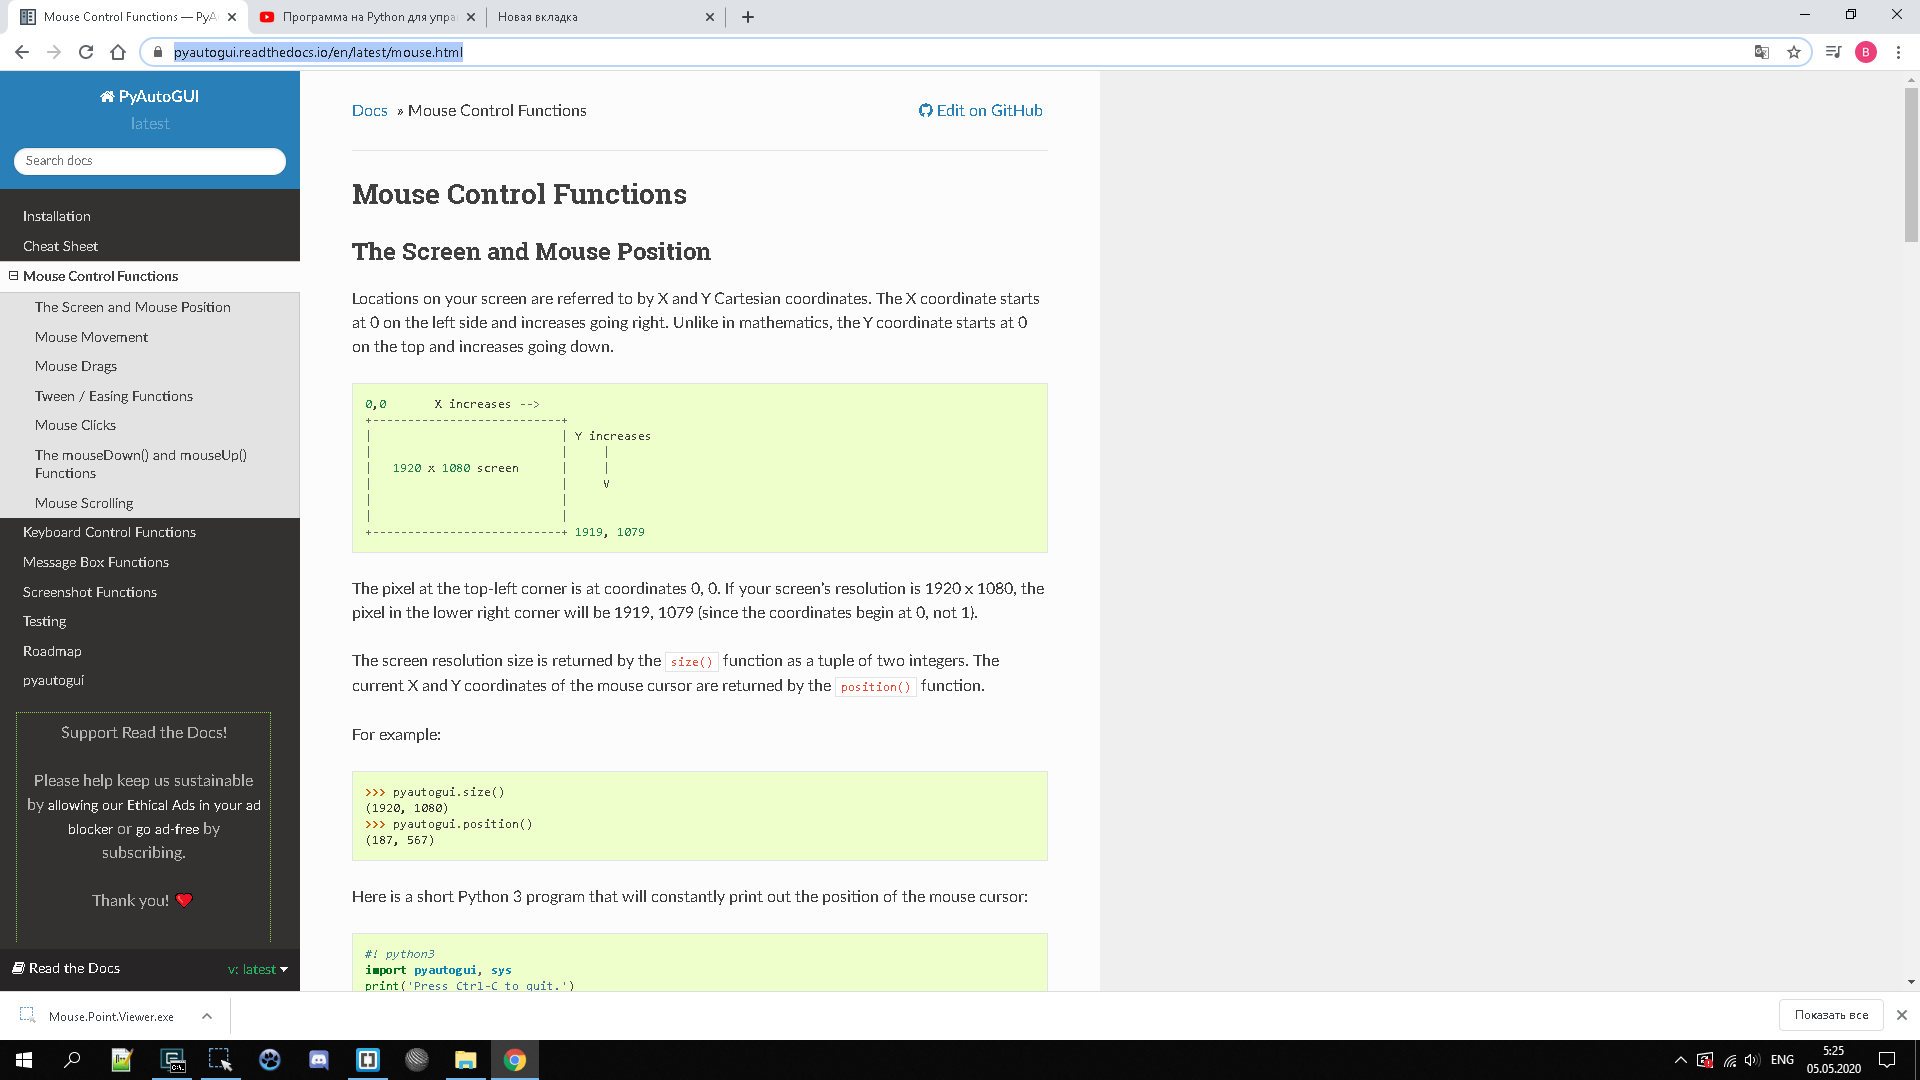 Mouse Control Functions — PyA
Программа на Python для упра
Новая вкладка
pyautogui.readthedocs.io/en/latest/mouse.html
B
PyAutoGUI
latest
Search docs
Installation
Cheat Sheet
Mouse Control Functions
The Screen and Mouse Position
Mouse Movement
Mouse Drags
Tween / Easing Functions
Mouse Clicks
The mouseDown() and mouseUp()
Functions
Mouse Scrolling
Keyboard Control Functions
Message Box Functions
Screenshot Functions
Testing
Roadmap
pyautogui
Support Read the Docs!
Please help keep us sustainable
by allowing our Ethical Ads in your ad
blocker or go ad-free by
subscribing.
Thank you!
Read the Docs
v: latest
Docs » Mouse Control Functions
Edit on GitHub
Mouse Control Functions
The Screen and Mouse Position
Locations on your screen are referred to by X and Y Cartesian coordinates. The X coordinate starts
at 0 on the left side and increases going right. Unlike in mathematics, the Y coordinate starts at 0
on the top and increases going down.
0,0 X increases -->
+---------------------------+
| | Y increases
| | |
| 1920 x 1080 screen | |
| | V
| |
| |
+---------------------------+ 1919, 1079
The pixel at the top-left corner is at coordinates 0, 0. If your screen’s resolution is 1920 x 1080, the
pixel in the lower right corner will be 1919, 1079 (since the coordinates begin at 0, not 1).
The screen resolution size is returned by the size() function as a tuple of two integers. The
current X and Y coordinates of the mouse cursor are returned by the position() function.
For example:
>>> pyautogui.size()
(1920, 1080)
>>> pyautogui.position()
(187, 567)
Here is a short Python 3 program that will constantly print out the position of the mouse cursor:
#! python3
import pyautogui, sys
print('Press Ctrl-C to quit.')
Mouse.Point.Viewer.exe
Показать все
ENG
5:25
05.05.2020